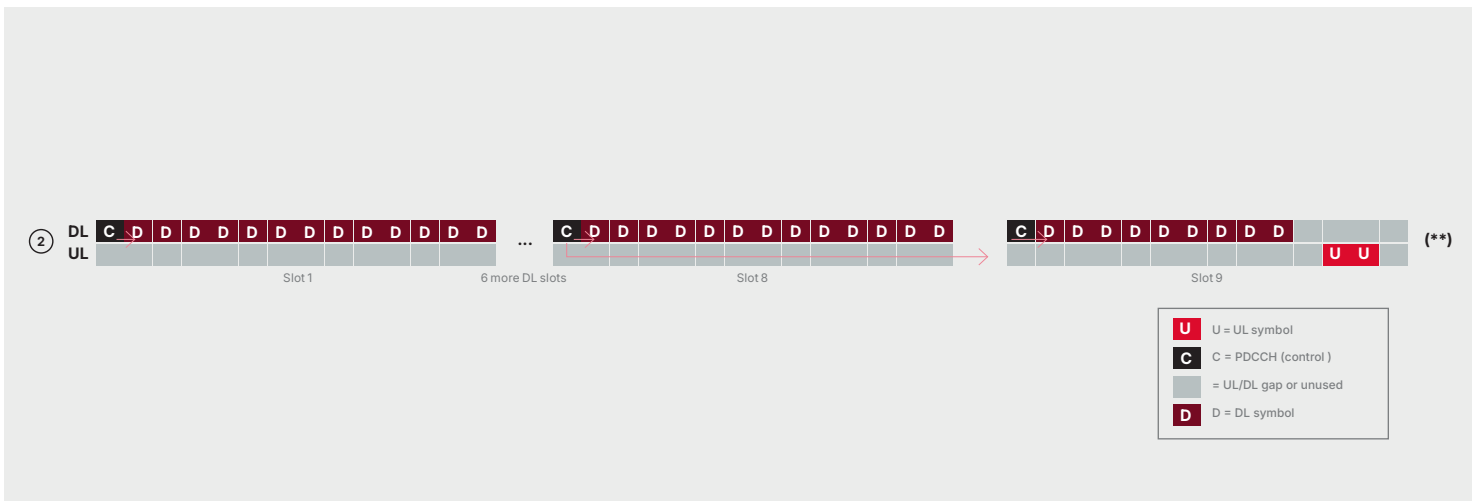 2 DL C D D D D D D D D D D D D D ... C D D D D D D D D D D D D D C D D D D D D D D D (**)
UL U U
Slot 1 6 more DL slots Slot 8 Slot 9
U U = UL symbol
C C = PDCCH (control )
= UL/DL gap or unused
D D = DL symbol